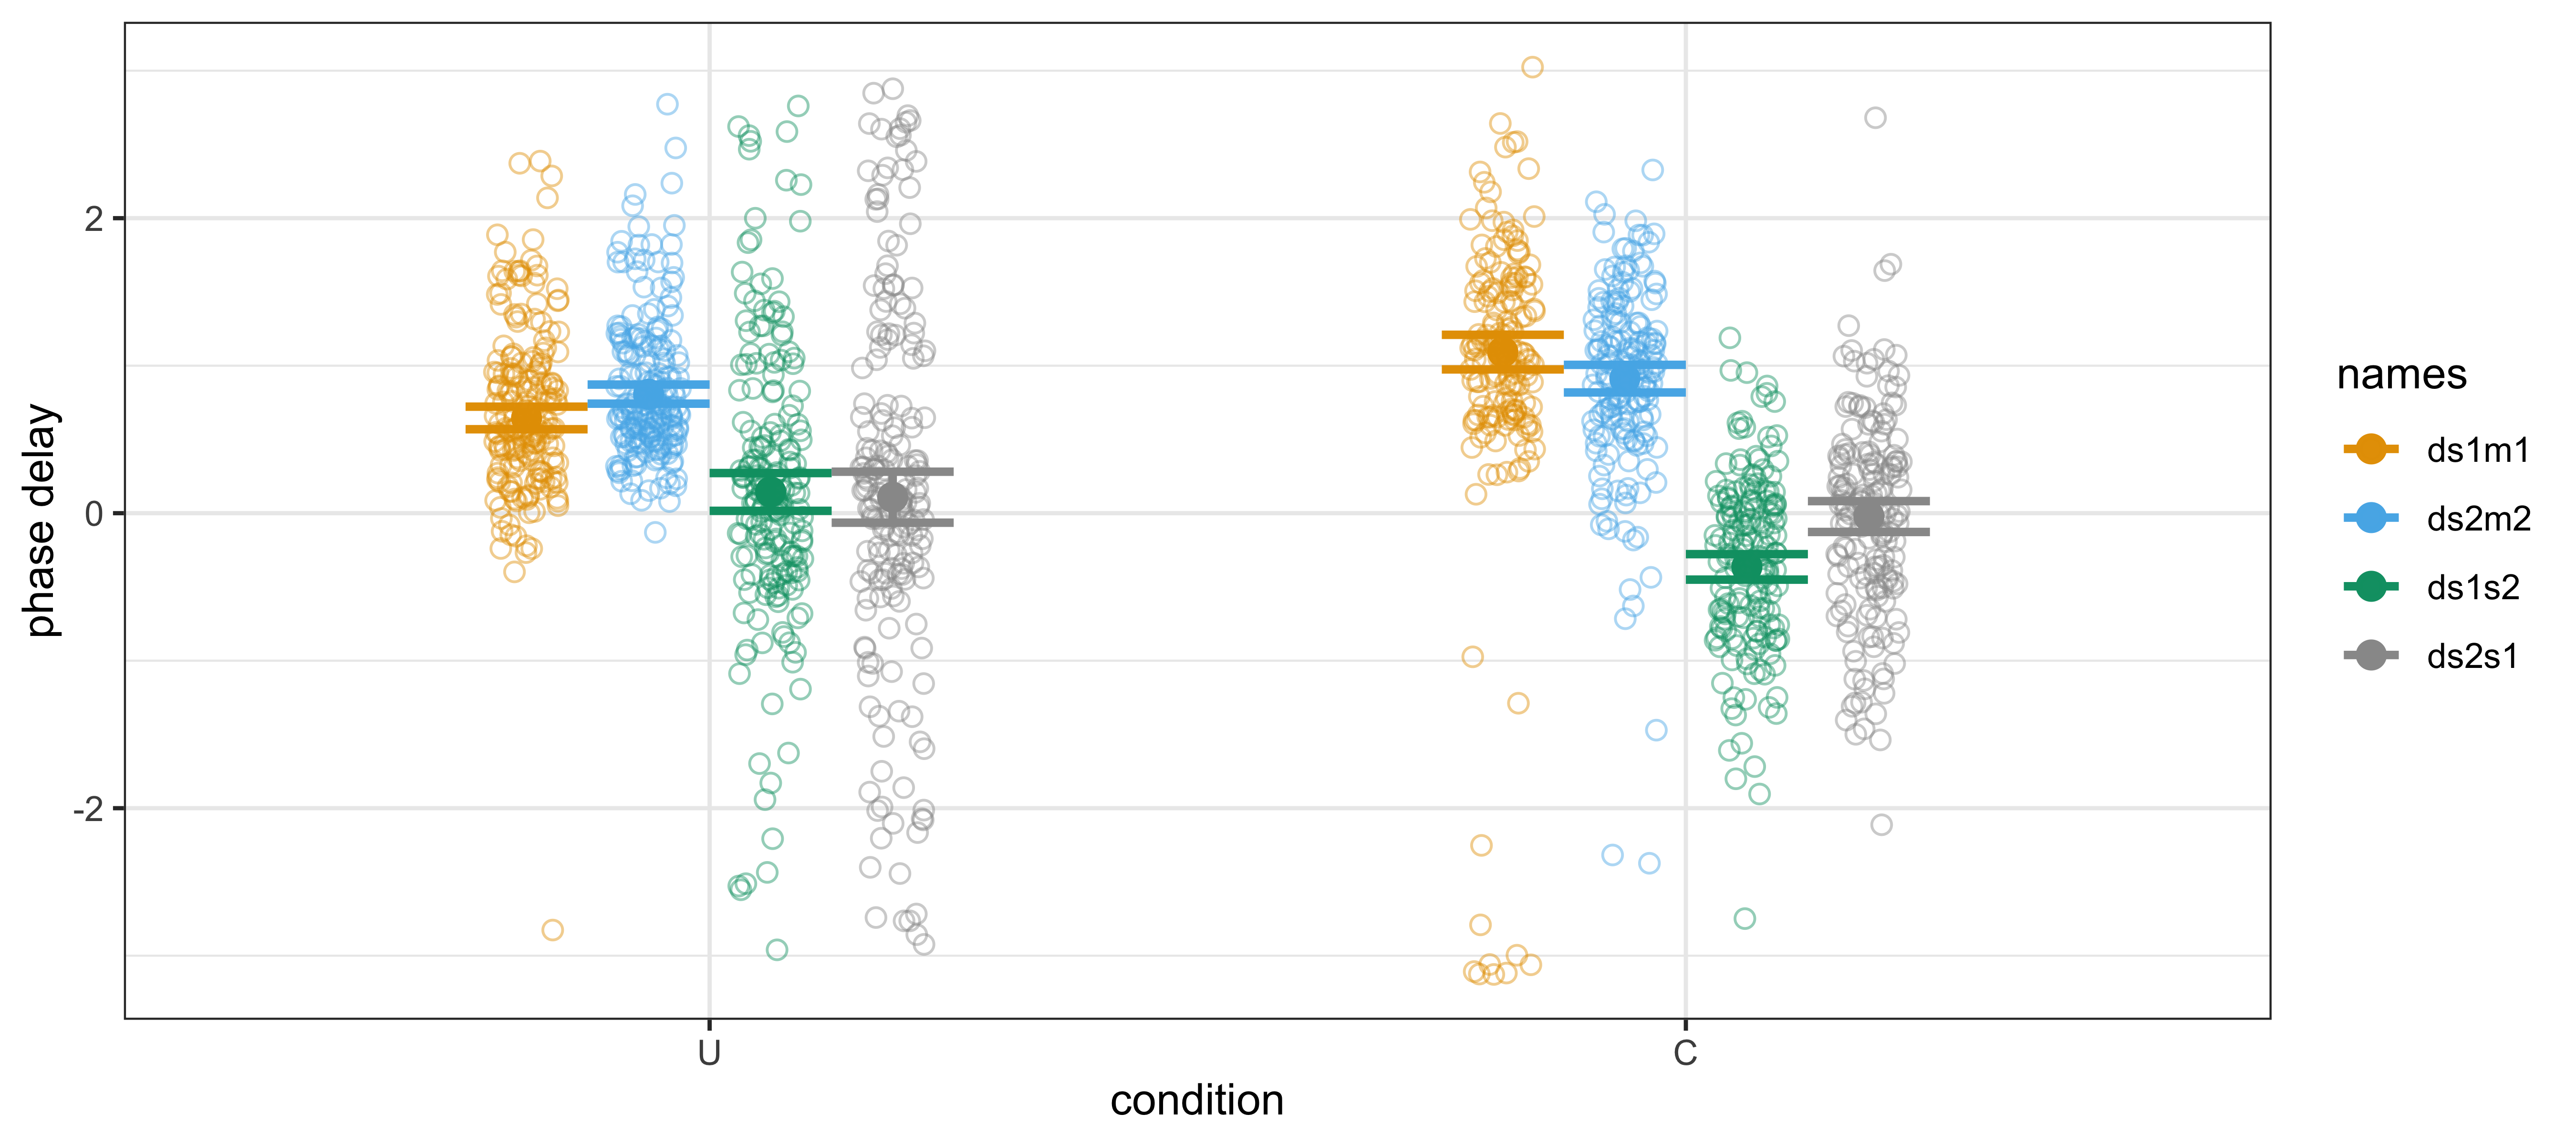 phase delay
2
0
-2
U
C
condition
names
ds1m1
ds2m2
ds1s2
ds2s1